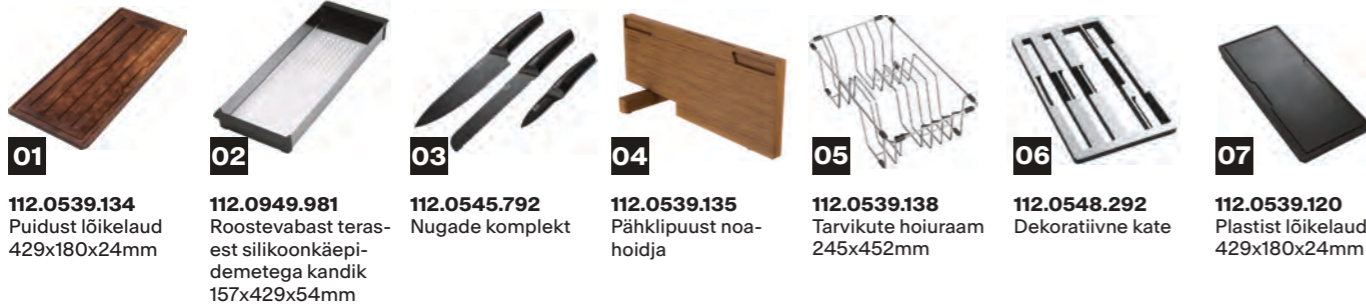 01
112.0539.134
Puidust lõikelaud
429x180x24mm
02
112.0949.981
Roostevabast teras-
est silikoonkäepi-
demetega kandik
157x429x54mm
03
112.0545.792
Nugade komplekt
04
112.0539.135
Pähklipuust noa-
hoidja
05
112.0539.138
Tarvikute hoiuraam
245x452mm
06
112.0548.292
Dekoratiivne kate
07
112.0539.120
Plastist lõikelaud
429x180x24mm